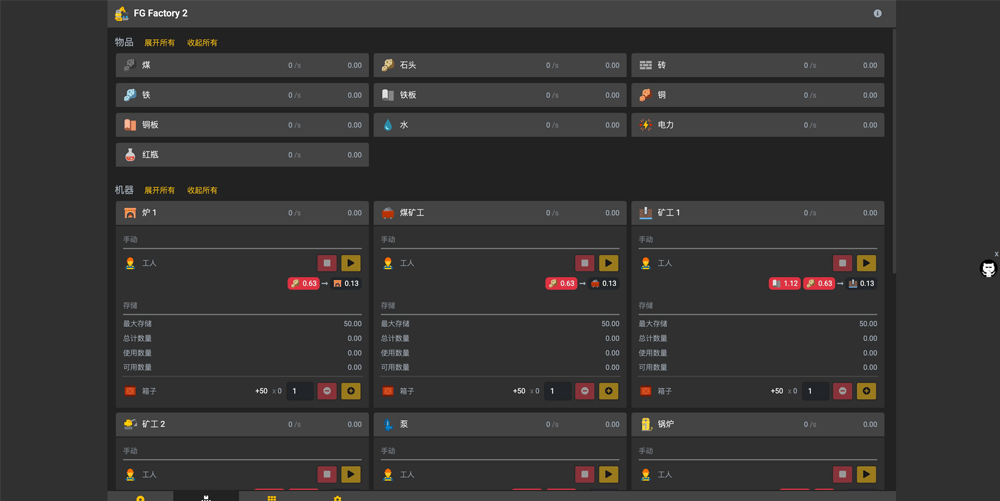 FG Factory 2
物品 展开所有 收起所有
煤 0 /s 0.00 石头 0 /s 0.00 砖 0 /s 0.00
铁 0 /s 0.00 铁板 0 /s 0.00 铜 0 /s 0.00
铜板 0 /s 0.00 水 0 /s 0.00 电力 0 /s 0.00
红瓶 0 /s 0.00
机器 展开所有 收起所有
炉 1 0 /s 0.00 煤矿工 0 /s 0.00 矿工 1 0 /s 0.00
手动 手动 手动
工人 工人 工人
0.63 → 0.13 0.63 → 0.13 1.12 0.63 → 0.13
存储 存储 存储
最大存储 50.00 最大存储 50.00 最大存储 50.00
总计数量 0.00 总计数量 0.00 总计数量 0.00
使用数量 0.00 使用数量 0.00 使用数量 0.00
可用数量 0.00 可用数量 0.00 可用数量 0.00
箱子 +50 x 0 1 箱子 +50 x 0 1 箱子 +50 x 0 1
矿工 2 0 /s 0.00 泵 0 /s 0.00 锅炉 0 /s 0.00
手动 手动 手动
工人 工人 工人
x